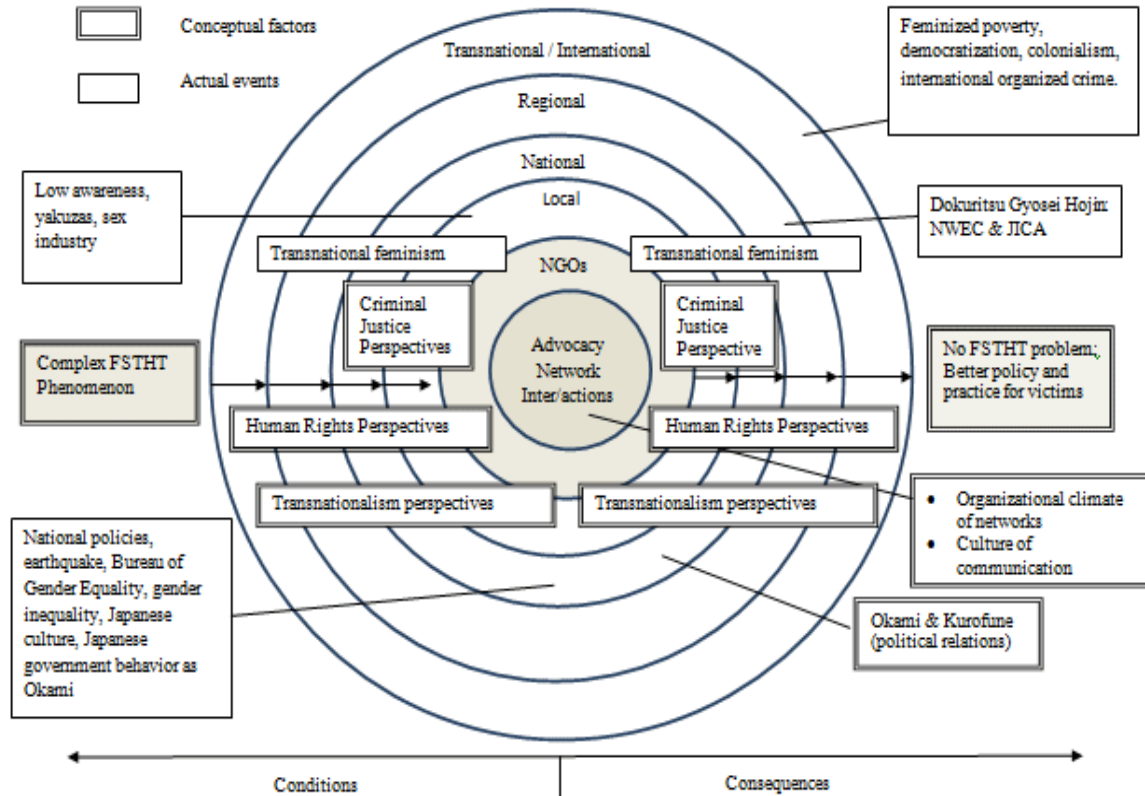 Conceptual factors
Actual events
Transnational / International
Regional
National
Local
NGOs
Advocacy
Network
Inter/actions
Feminized poverty,
democratization, colonialism,
international organized crime.
Low awareness,
yakuzas, sex
industry
Dokuritsu Gyosei Hojin:
NWEC & JICA
Transnational feminism
Transnational feminism
Criminal
Justice
Perspectives
Criminal
Justice
Perspective
Complex FSTHT
Phenomenon
No FSTHT problem;
Better policy and
practice for victims
Human Rights Perspectives
Human Rights Perspectives
Transnationalism perspectives
Transnationalism perspectives
• Organizational climate
of networks
• Culture of
communication
National policies,
earthquake, Bureau of
Gender Equality, gender
inequality, Japanese
culture, Japanese
government behavior as
Okami
Okami & Kurofune
(political relations)
Conditions
Consequences